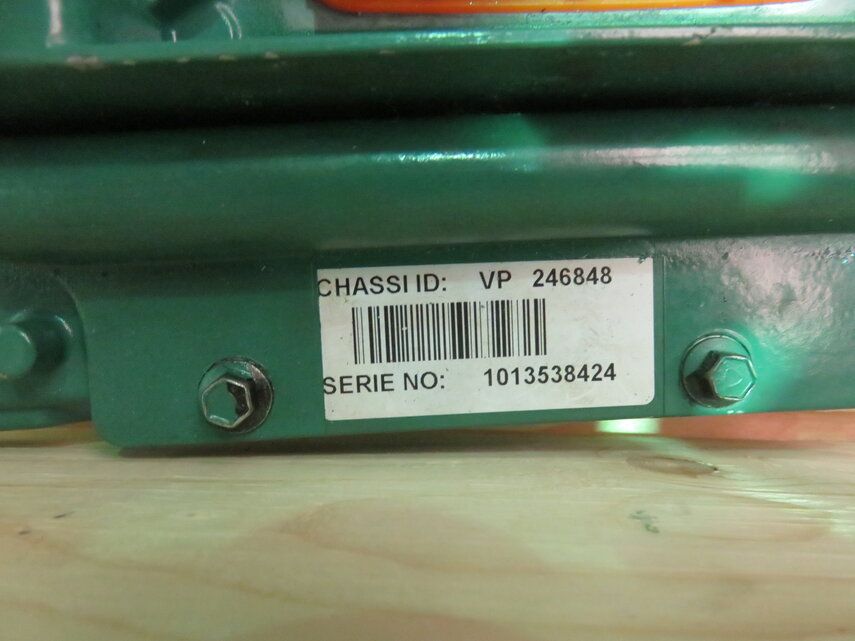 CHASSI ID: VP 246848
SERIE NO: 1013538424